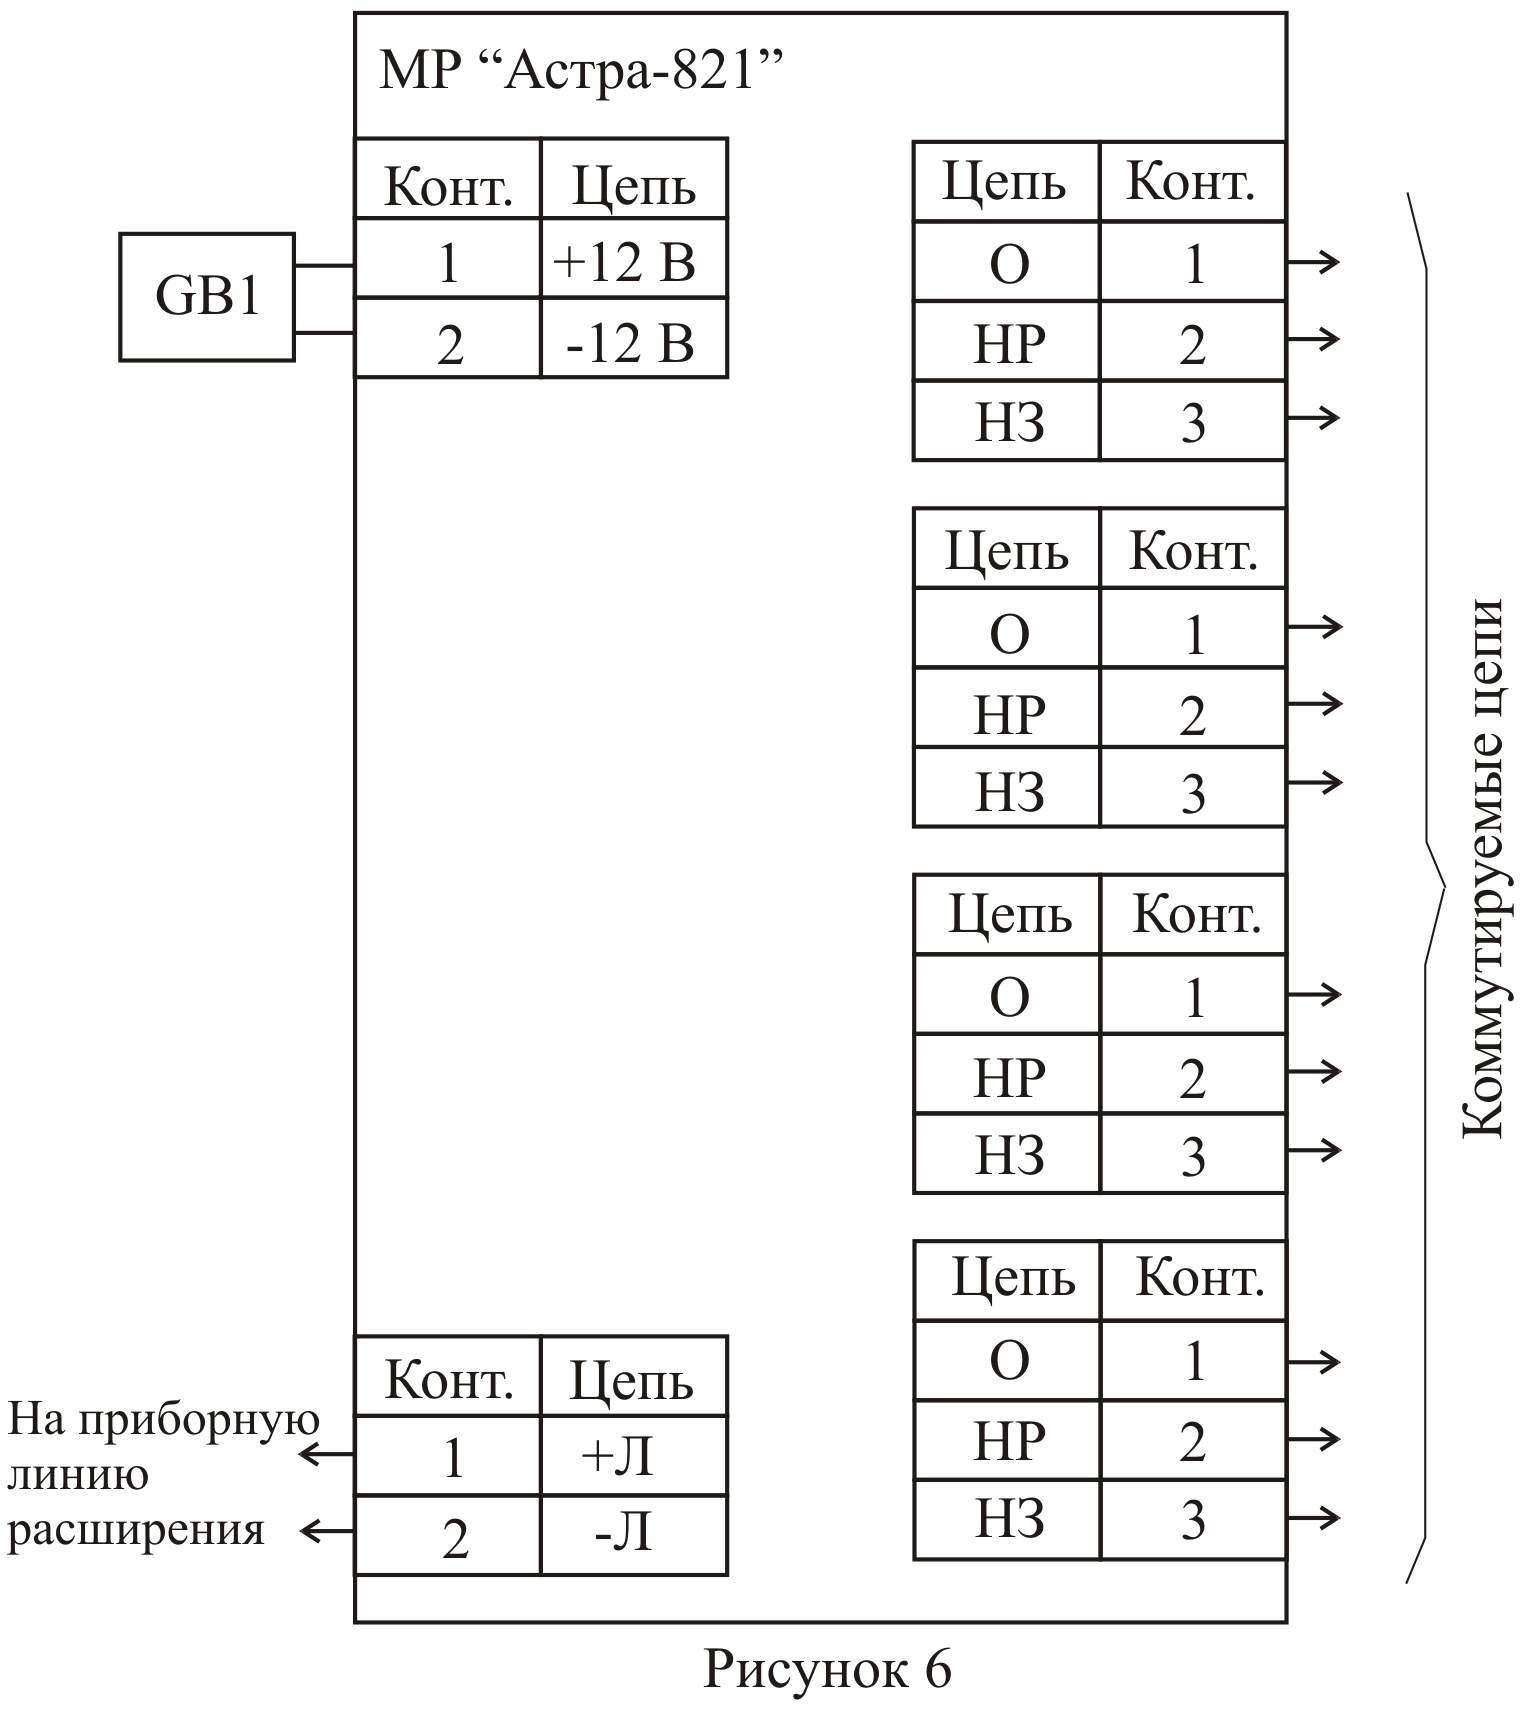 МР “Астра-821”
Конт. Цепь
1 +12 В
2 -12 В
GB1
Цепь Конт.
О 1
НР 2
НЗ 3
Цепь Конт.
О 1
НР 2
НЗ 3
Цепь Конт.
О 1
НР 2
НЗ 3
Цепь Конт.
О 1
НР 2
НЗ 3
Коммутируемые цепи
Конт. Цепь
1 +Л
2 -Л
На приборную
линию
расширения
Рисунок 6